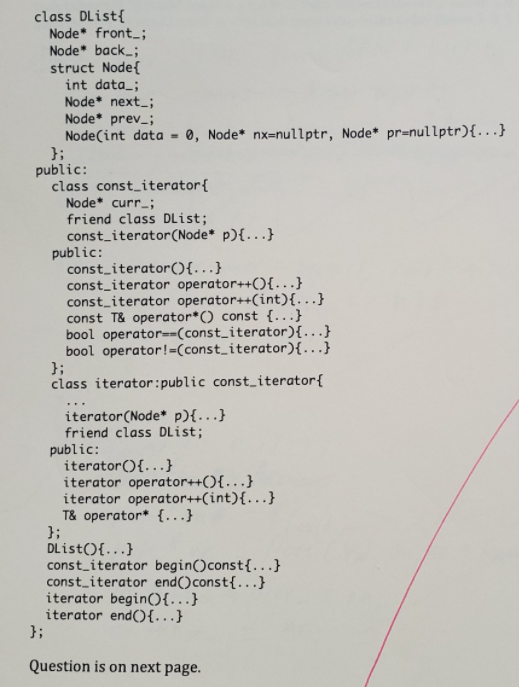 class DList{
Node* front_;
Node* back_;
struct Node{
int data_;
Node* next_;
Node* prev_;
Node(int data = 0, Node* nx=nullptr, Node* pr=nullptr){...}
};
public:
class const_iterator{
Node* curr_;
friend class DList;
const_iterator(Node* p){...}
public:
const_iterator(){...}
const_iterator operator++(){...}
const_iterator operator++(int){...}
const T& operator*() const {...}
bool operator==(const_iterator){...}
bool operator!=(const_iterator){...}
};
class iterator:public const_iterator{
...
iterator(Node* p){...}
friend class DList;
public:
iterator(){...}
iterator operator++(){...}
iterator operator++(int){...}
T& operator* {...}
};
DList(){...}
const_iterator begin()const{...}
const_iterator end()const{...}
iterator begin(){...}
iterator end(){...}
};
Question is on next page.